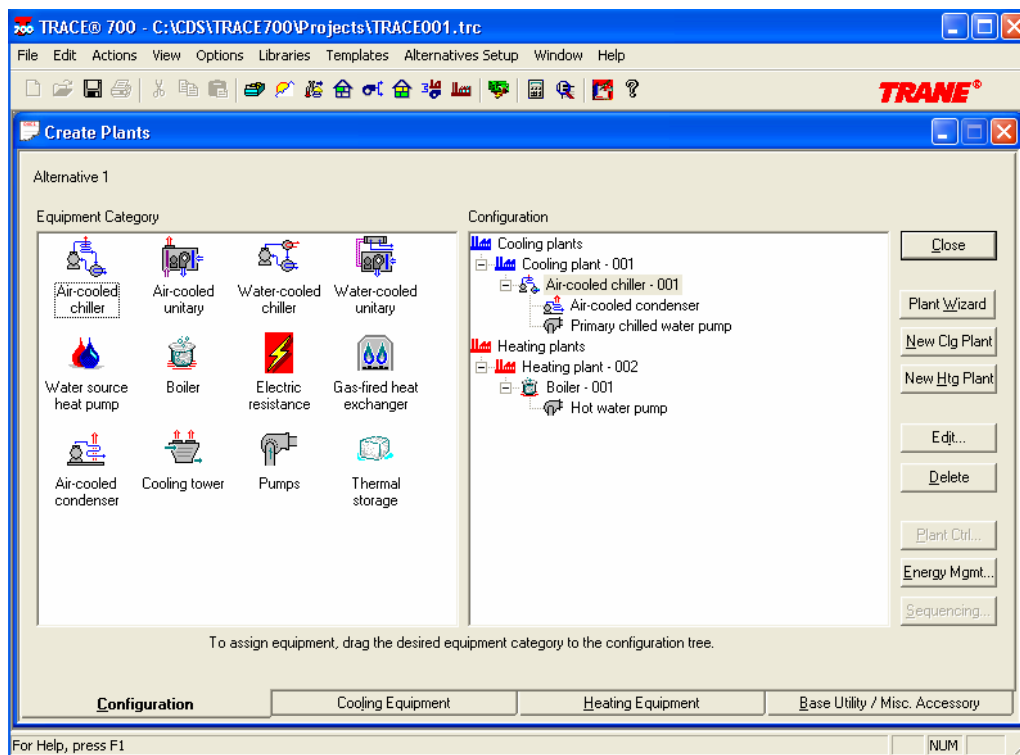 TRACE® 700 - C:\CDS\TRACE700\Projects\TRACE001.trc
File Edit Actions View Options Libraries Templates Alternatives Setup Window Help
TRANE®
Create Plants
Alternative 1
Equipment Category
Air-cooled chiller
Air-cooled unitary
Water-cooled chiller
Water-cooled unitary
Water source heat pump
Boiler
Electric resistance
Gas-fired heat exchanger
Air-cooled condenser
Cooling tower
Pumps
Thermal storage
Configuration
Cooling plants
Cooling plant - 001
Air-cooled chiller - 001
Air-cooled condenser
Primary chilled water pump
Heating plants
Heating plant - 002
Boiler - 001
Hot water pump
Close
Plant Wizard
New Clg Plant
New Htg Plant
Edit...
Delete
Plant Ctrl...
Energy Mgmt...
Sequencing...
To assign equipment, drag the desired equipment category to the configuration tree.
Configuration Cooling Equipment Heating Equipment Base Utility / Misc. Accessory
For Help, press F1 NUM